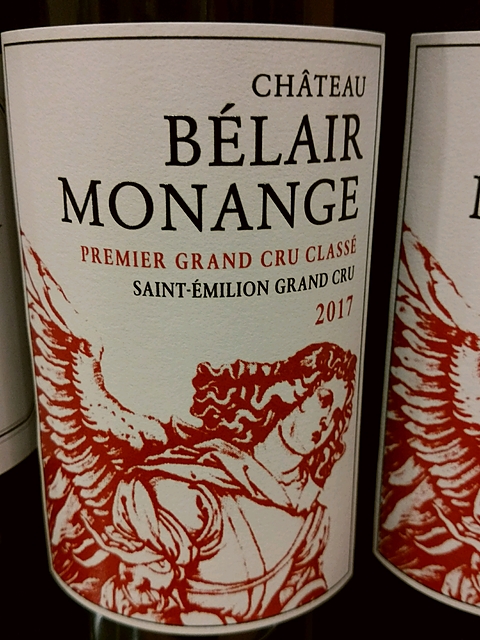 CHÂTEAU
BÉLAIR
MONANGE
PREMIER GRAND CRU CLASSÉ
SAINT-ÉMILION GRAND CRU
2017